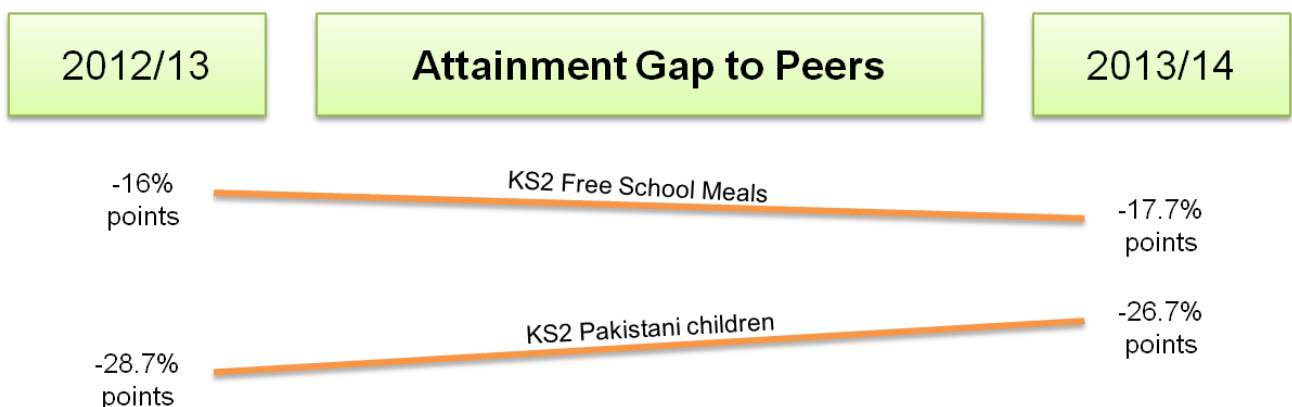 2012/13
Attainment Gap to Peers
2013/14
-16%
points
KS2 Free School Meals
-17.7%
points
-28.7%
points
KS2 Pakistani children
-26.7%
points